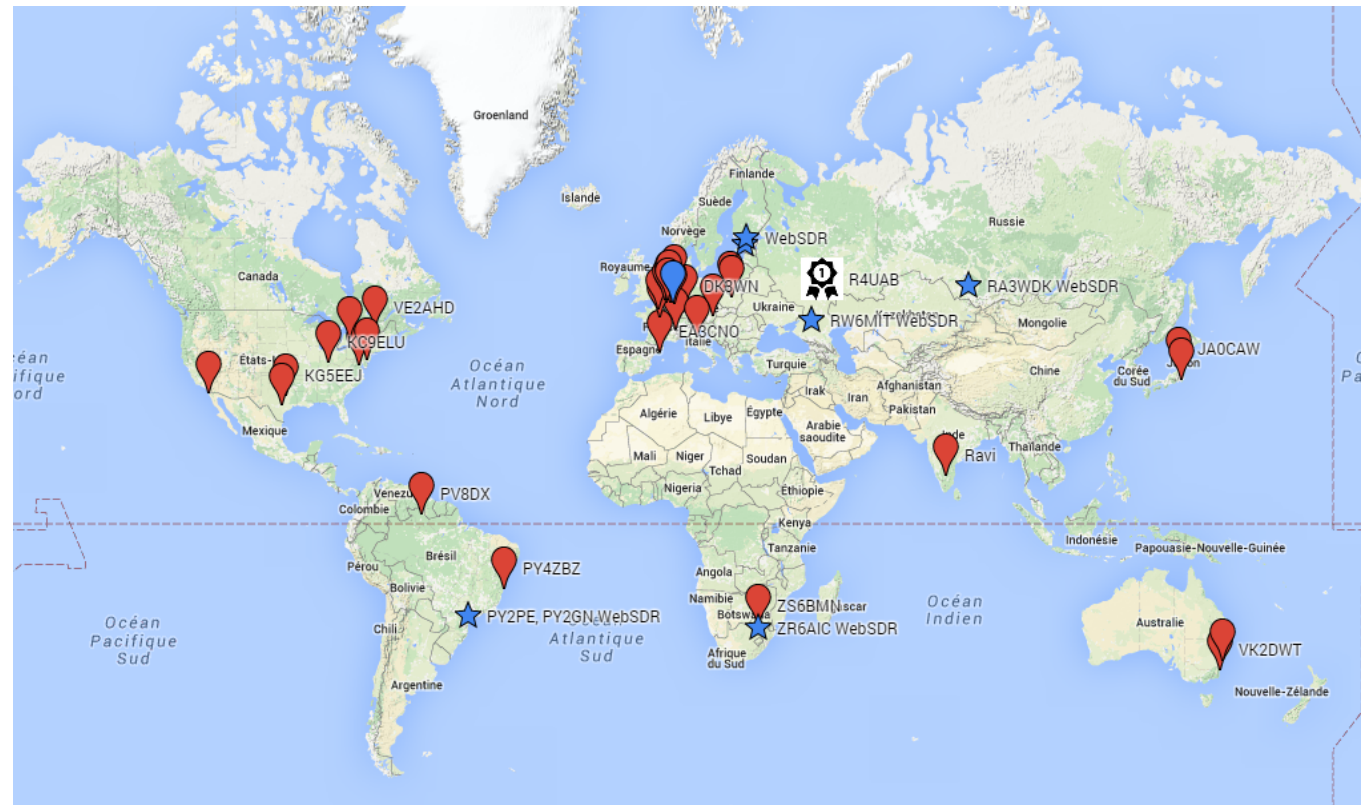 Groenland
Finlande
Islande
Suède
Russie
Norvège
WebSDR
Royaume
Canada
DK3WN
R4UAB
RA3WDK WebSDR
VE2AHD
Ukraine
RW6MIT WebSDR
Mongolie
EA3CNO
Italie
KC9ELU
Espagne
JA0CAW
États-
Océan
Atlantique
Nord
Turquie
Chine
Corée
du Sud
KG5EEJ
Irak
Iran
Afghanistan
Pakistan
Mexique
Algérie
Libye
Égypte
Arabie
saoudite
Inde
Thaïlande
Ravi
Mali
Niger
Soudan
Tchad
PV8DX
Colombie
Nigeria
Éthiopie
Kenya
Indonésie
Papouasie-Nouvelle-Guinée
Tanzanie
Brésil
Pérou
PY4ZBZ
Angola
Bolivie
Namibie
ZS6BMN
Océan
Indien
Botswana
PY2PE, PY2GN WebSDR
ZR6AIC WebSDR
Océan
Pacifique
Sud
Chili
Atlantique
Sud
Afrique
du Sud
Australie
VK2DWT
Argentine
Nouvelle-Zélande
1